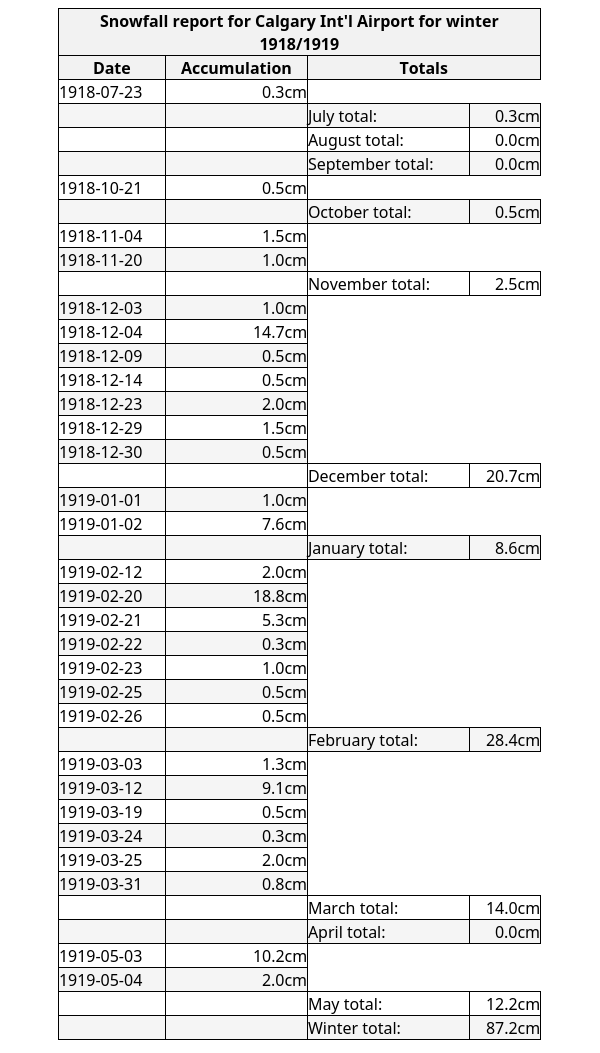 Snowfall report for Calgary Int'l Airport for winter
1918/1919
Date Accumulation Totals
1918-07-23 0.3cm
July total: 0.3cm
August total: 0.0cm
September total: 0.0cm
1918-10-21 0.5cm
October total: 0.5cm
1918-11-04 1.5cm
1918-11-20 1.0cm
November total: 2.5cm
1918-12-03 1.0cm
1918-12-04 14.7cm
1918-12-09 0.5cm
1918-12-14 0.5cm
1918-12-23 2.0cm
1918-12-29 1.5cm
1918-12-30 0.5cm
December total: 20.7cm
1919-01-01 1.0cm
1919-01-02 7.6cm
January total: 8.6cm
1919-02-12 2.0cm
1919-02-20 18.8cm
1919-02-21 5.3cm
1919-02-22 0.3cm
1919-02-23 1.0cm
1919-02-25 0.5cm
1919-02-26 0.5cm
February total: 28.4cm
1919-03-03 1.3cm
1919-03-12 9.1cm
1919-03-19 0.5cm
1919-03-24 0.3cm
1919-03-25 2.0cm
1919-03-31 0.8cm
March total: 14.0cm
April total: 0.0cm
1919-05-03 10.2cm
1919-05-04 2.0cm
May total: 12.2cm
Winter total: 87.2cm